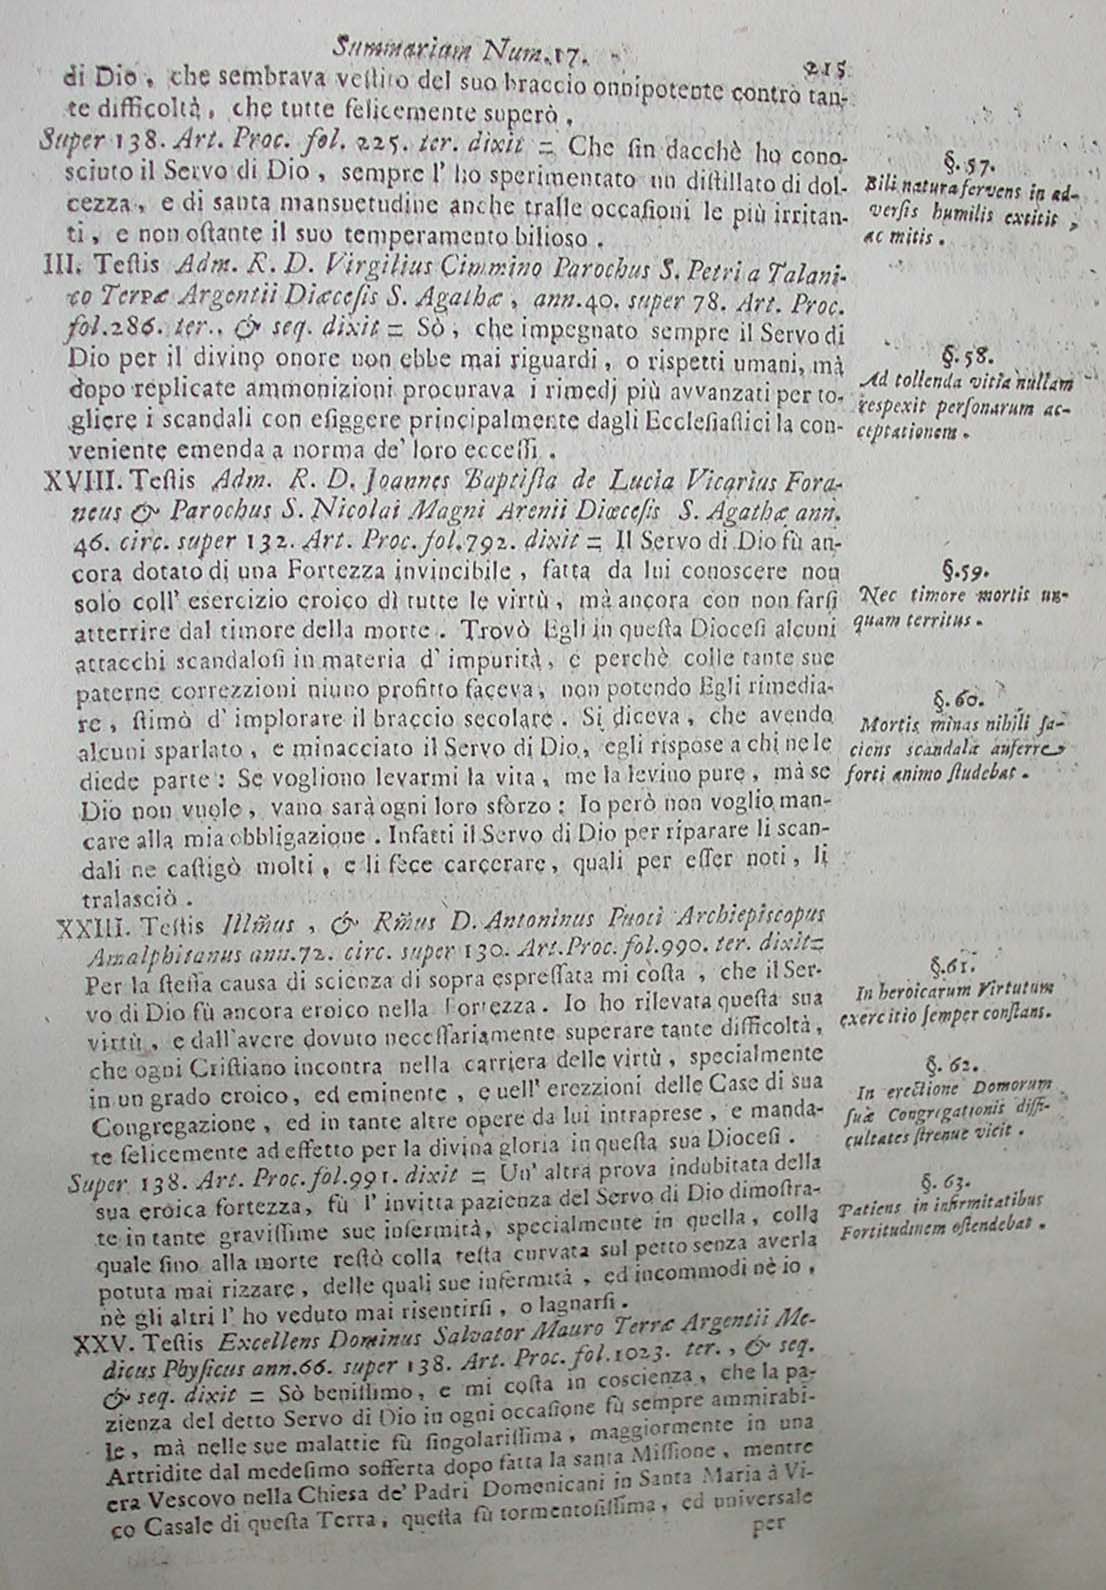 Summariam Num.17.
215
di Dio, che sembrava veſtito del suo braccio onnipotente contrò tan-
te difficoltà, che tutte felicemente superò,
Super 138. Art. Proc. fol. 225. ter. dixit = Che ſin dacchè ho cono-
sciuto il Servo di Dio, sempre l' ho sperimentato un diſtillato di dol-
cezza, e di santa mansuetudine anche tralle occaſioni le più irritan-
ti, e non oſtante il suo temperamento bilioso.
§.57.
Bili natura fervens in ad-
versis humilis extitit,
ac mitis.
III. Teſtis Adm. R. D. Virgilius Cimmino Parochus S. Petri a Talani-
co Terræ Argentii Diœceſis S. Agathæ, ann.40. super 78. Art. Proc.
fol.286. ter., & seq. dixit = Sò, che impegnato sempre il Servo di
Dio per il divino onore non ebbe mai riguardi, o rispetti umani, mà
dopo replicate ammonizioni procurava i rimedj più avvanzati per to-
gliere i scandali con eſiggere principalmente dagli Eccleſiaſtici la con-
veniente emenda a norma de' loro ecceſſi.
§.58.
Ad tollenda vitia nullam
respexit perſonarum ac-
ceptationem.
XVIII. Teſtis Adm. R. D. Joannes Baptiſta de Lucia Vicarius Fora-
neus & Parochus S. Nicolai Magni Arenii Diœceſis S. Agathæ ann.
46. circ. super 132. Art. Proc. fol.792. dixit = Il Servo di Dio fù an-
cora dotato di una Fortezza invincibile, fatta da lui conoscere non
solo coll' esercizio eroico di tutte le virtù, mà ancora con non farſi
atterrire dal timore della morte. Trovò Egli in queſta Dioceſi alcuni
attacchi scandaloſi in materia d' impurità, e perchè colle tante sue
paterne correzzioni niuno profitto faceva, non potendo Egli rimedia-
re, ſtimò d' implorare il braccio secolare. Si diceva, che avendo
alcuni sparlato, e minacciato il Servo di Dio, egli rispose a chi ne le
diede parte: Se vogliono levarmi la vita, me la levino pure, mà se
Dio non vuole, vano sarà ogni loro sforzo: Io però non voglio man-
care alla mia obbligazione. Infatti il Servo di Dio per riparare li scan-
dali ne caſtigò molti, e li fece carcerare, quali per eſſer noti, li
tralasciò.
§.59.
Nec timore mortis un-
quam territus.
§.60.
Mortis minas nihili fa-
ciens scandala auferre
forti animo ſtudebat.
XXIII. Teſtis Illm̃us, & Rm̃us D. Antoninus Puoti Archiepiscopus
Amalphitanus ann.72. circ. super 130. Art.Proc. fol.990. ter. dixit=
Per la ſteſſa causa di scienza di sopra espreſſata mi coſta, che il Ser-
vo di Dio fù ancora eroico nella Fortezza. Io ho rilevata queſta sua
virtù, e dall'avere dovuto neceſſariamente superare tante difficoltà,
che ogni Criſtiano incontra nella carriera delle virtù, specialmente
in un grado eroico, ed eminente, e nell' erezzioni delle Case di sua
Congregazione, ed in tante altre opere da lui intraprese, e manda-
te felicemente ad effetto per la divina gloria in queſta sua Dioceſi.
§.61.
In heroicarum Virtutum
exercitio ſemper conſtans.
§. 62.
In erectione Domorum
ſuæ Congregationis diffi-
cultates ſtrenue vicit.
Super 138. Art. Proc. fol.991. dixit = Un' altra prova indubitata della
sua eroica fortezza, fù l' invitta pazienza del Servo di Dio dimoſtra-
te in tante graviſſime sue infermità, specialmente in quella, colla
quale fino alla morte reſtò colla teſta curvata sul petto senza averla
potuta mai rizzare, delle quali sue infermità, ed incommodi nè io,
nè gli altri l' ho veduto mai risentirſi, o lagnarſi.
§. 63.
Patiens in infirmitatibus
Fortitudinem oſtendebat.
XXV. Teſtis Excellens Dominus Salvator Mauro Terræ Argentii Me-
dicus Phyſicus ann.66. super 138. Art. Proc. fol.1023. ter., & seq.
& seq. dixit = Sò beniſſimo, e mi coſta in coscienza, che la pa-
zienza del detto Servo di Dio in ogni occaſione fù sempre ammirabi-
le, mà nelle sue malattie fù ſingolariſſima, maggiormente in una
Artridite dal medeſimo sofferta dopo fatta la santa Miſſione, mentre
era Vescovo nella Chiesa de' Padri Domenicani in Santa Maria à Vi-
co Casale di queſta Terra, queſta fù tormentoſiſſima, ed universale
per